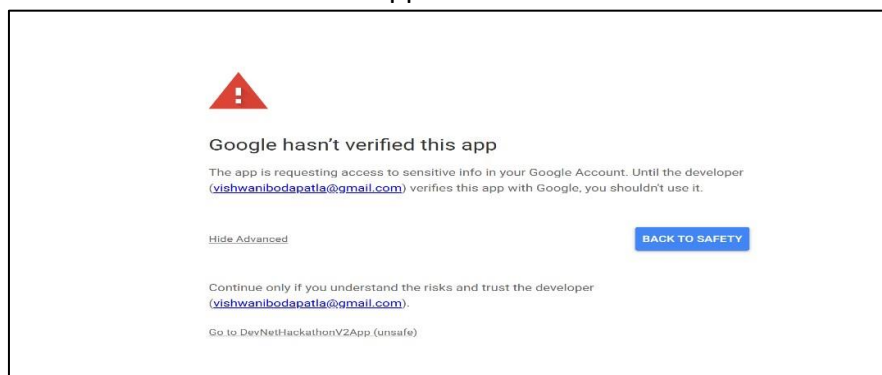 Google hasn't verified this app
The app is requesting access to sensitive info in your Google Account. Until the developer
(vishwanibodapatla@gmail.com) verifies this app with Google, you shouldn't use it.
Hide Advanced
BACK TO SAFETY
Continue only if you understand the risks and trust the developer
(vishwanibodapatla@gmail.com).
Go to DevNetHackathonV2App (unsafe)